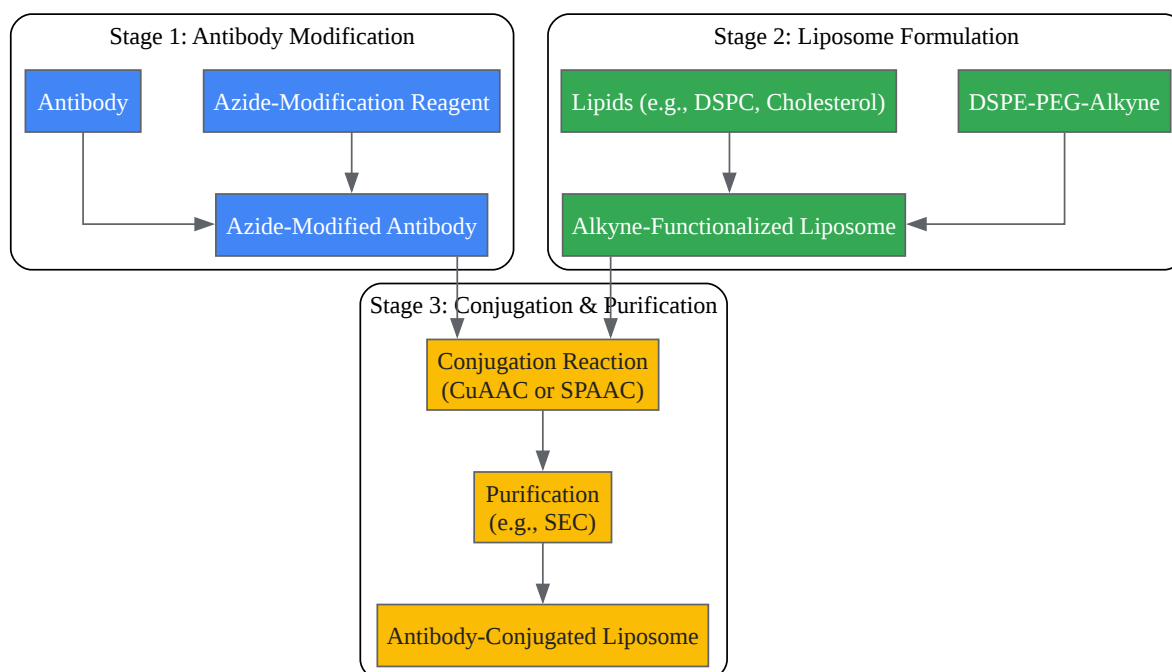 Stage 1: Antibody Modification
Antibody
Azide-Modification Reagent
Azide-Modified Antibody
Stage 2: Liposome Formulation
Lipids (e.g., DSPC, Cholesterol)
DSPE-PEG-Alkyne
Alkyne-Functionalized Liposome
Stage 3: Conjugation & Purification
Conjugation Reaction
(CuAAC or SPAAC)
Purification
(e.g., SEC)
Antibody-Conjugated Liposome